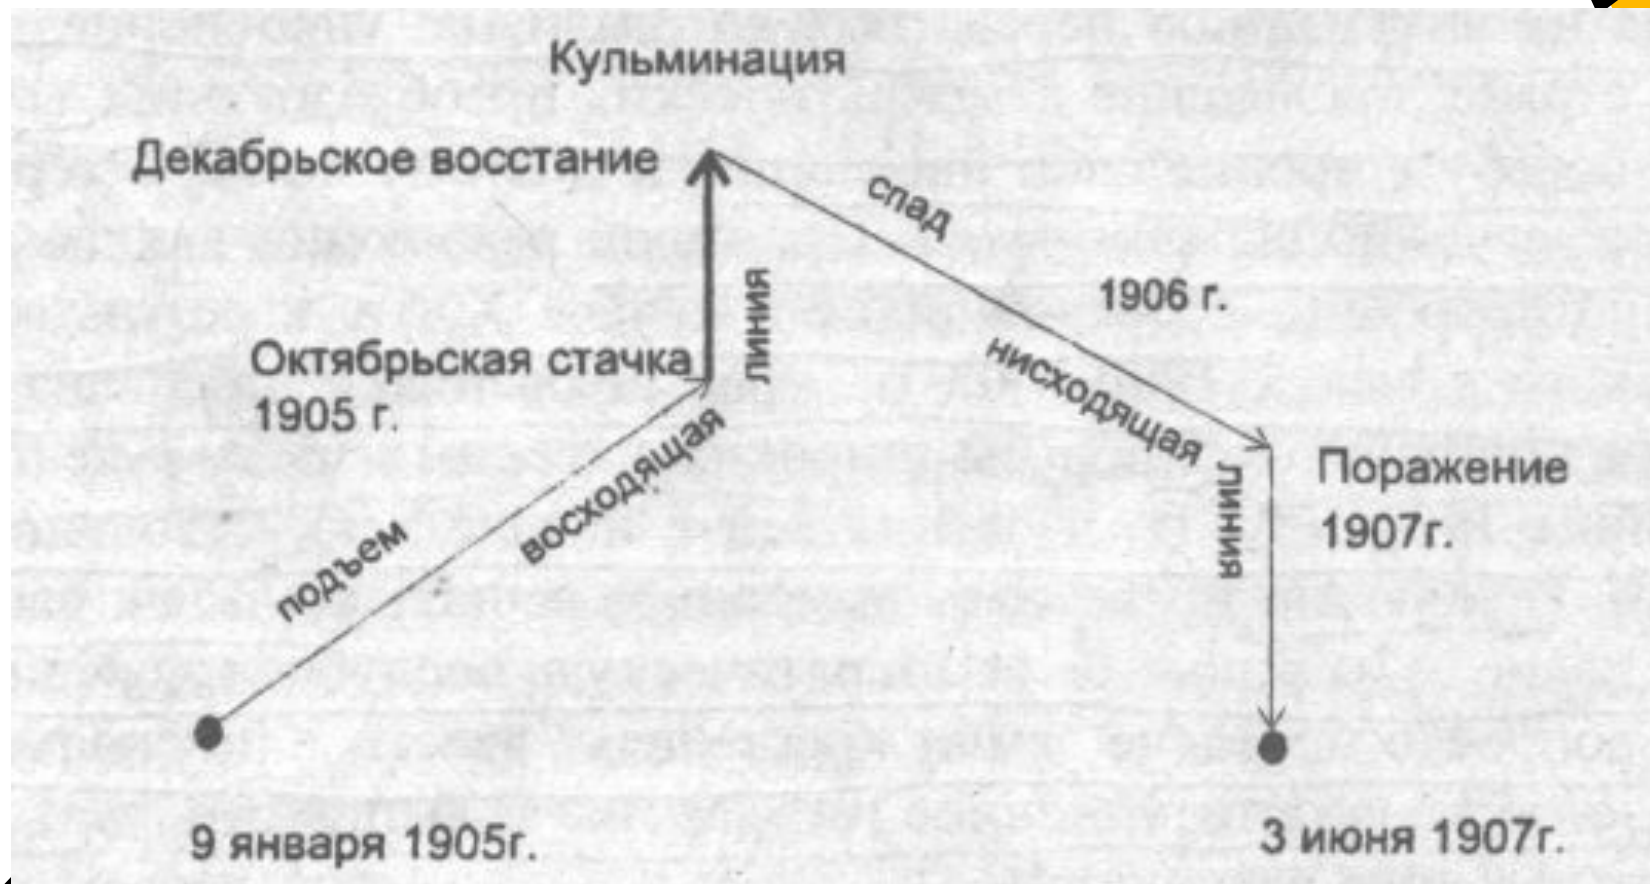 Кульминация
Декабрьское восстание
спад
линия
1906 г.
Октябрьская стачка
1905 г.
нисходящая
восходящая
линия
Поражение
1907г.
подъем
9 января 1905г.
3 июня 1907г.